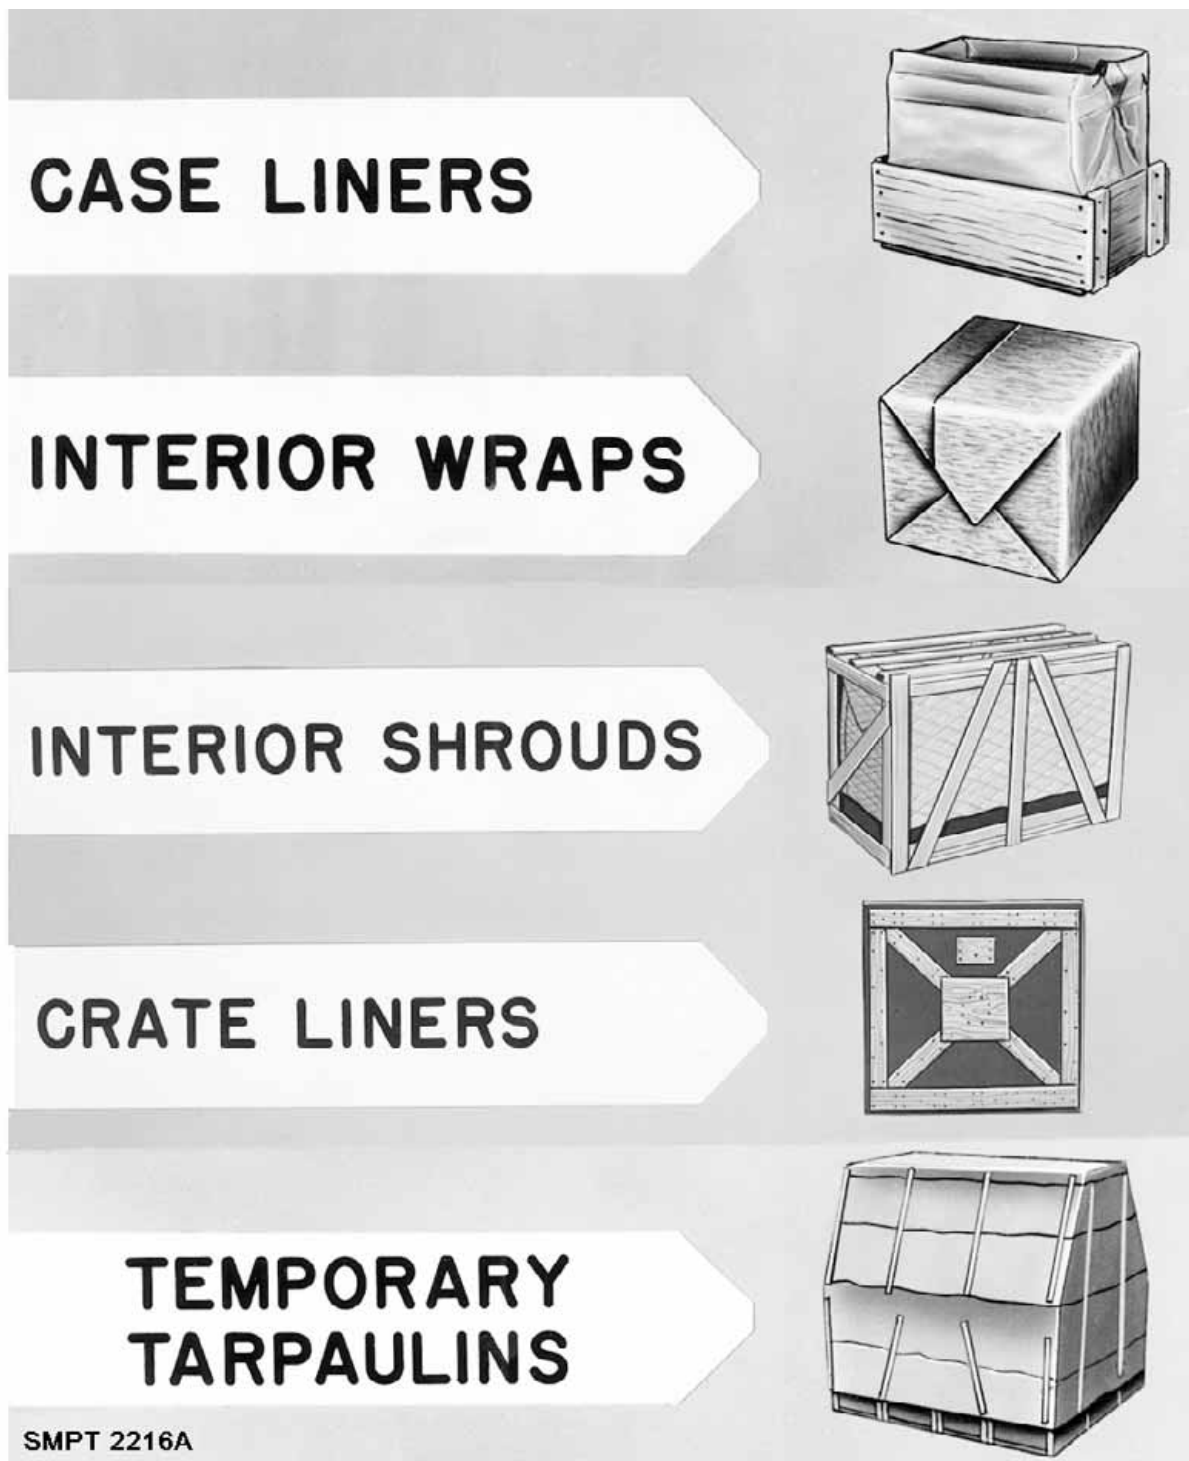 CASE LINERS
INTERIOR WRAPS
INTERIOR SHROUDS
CRATE LINERS
TEMPORARY
TARPAULINS
SMPT 2216A